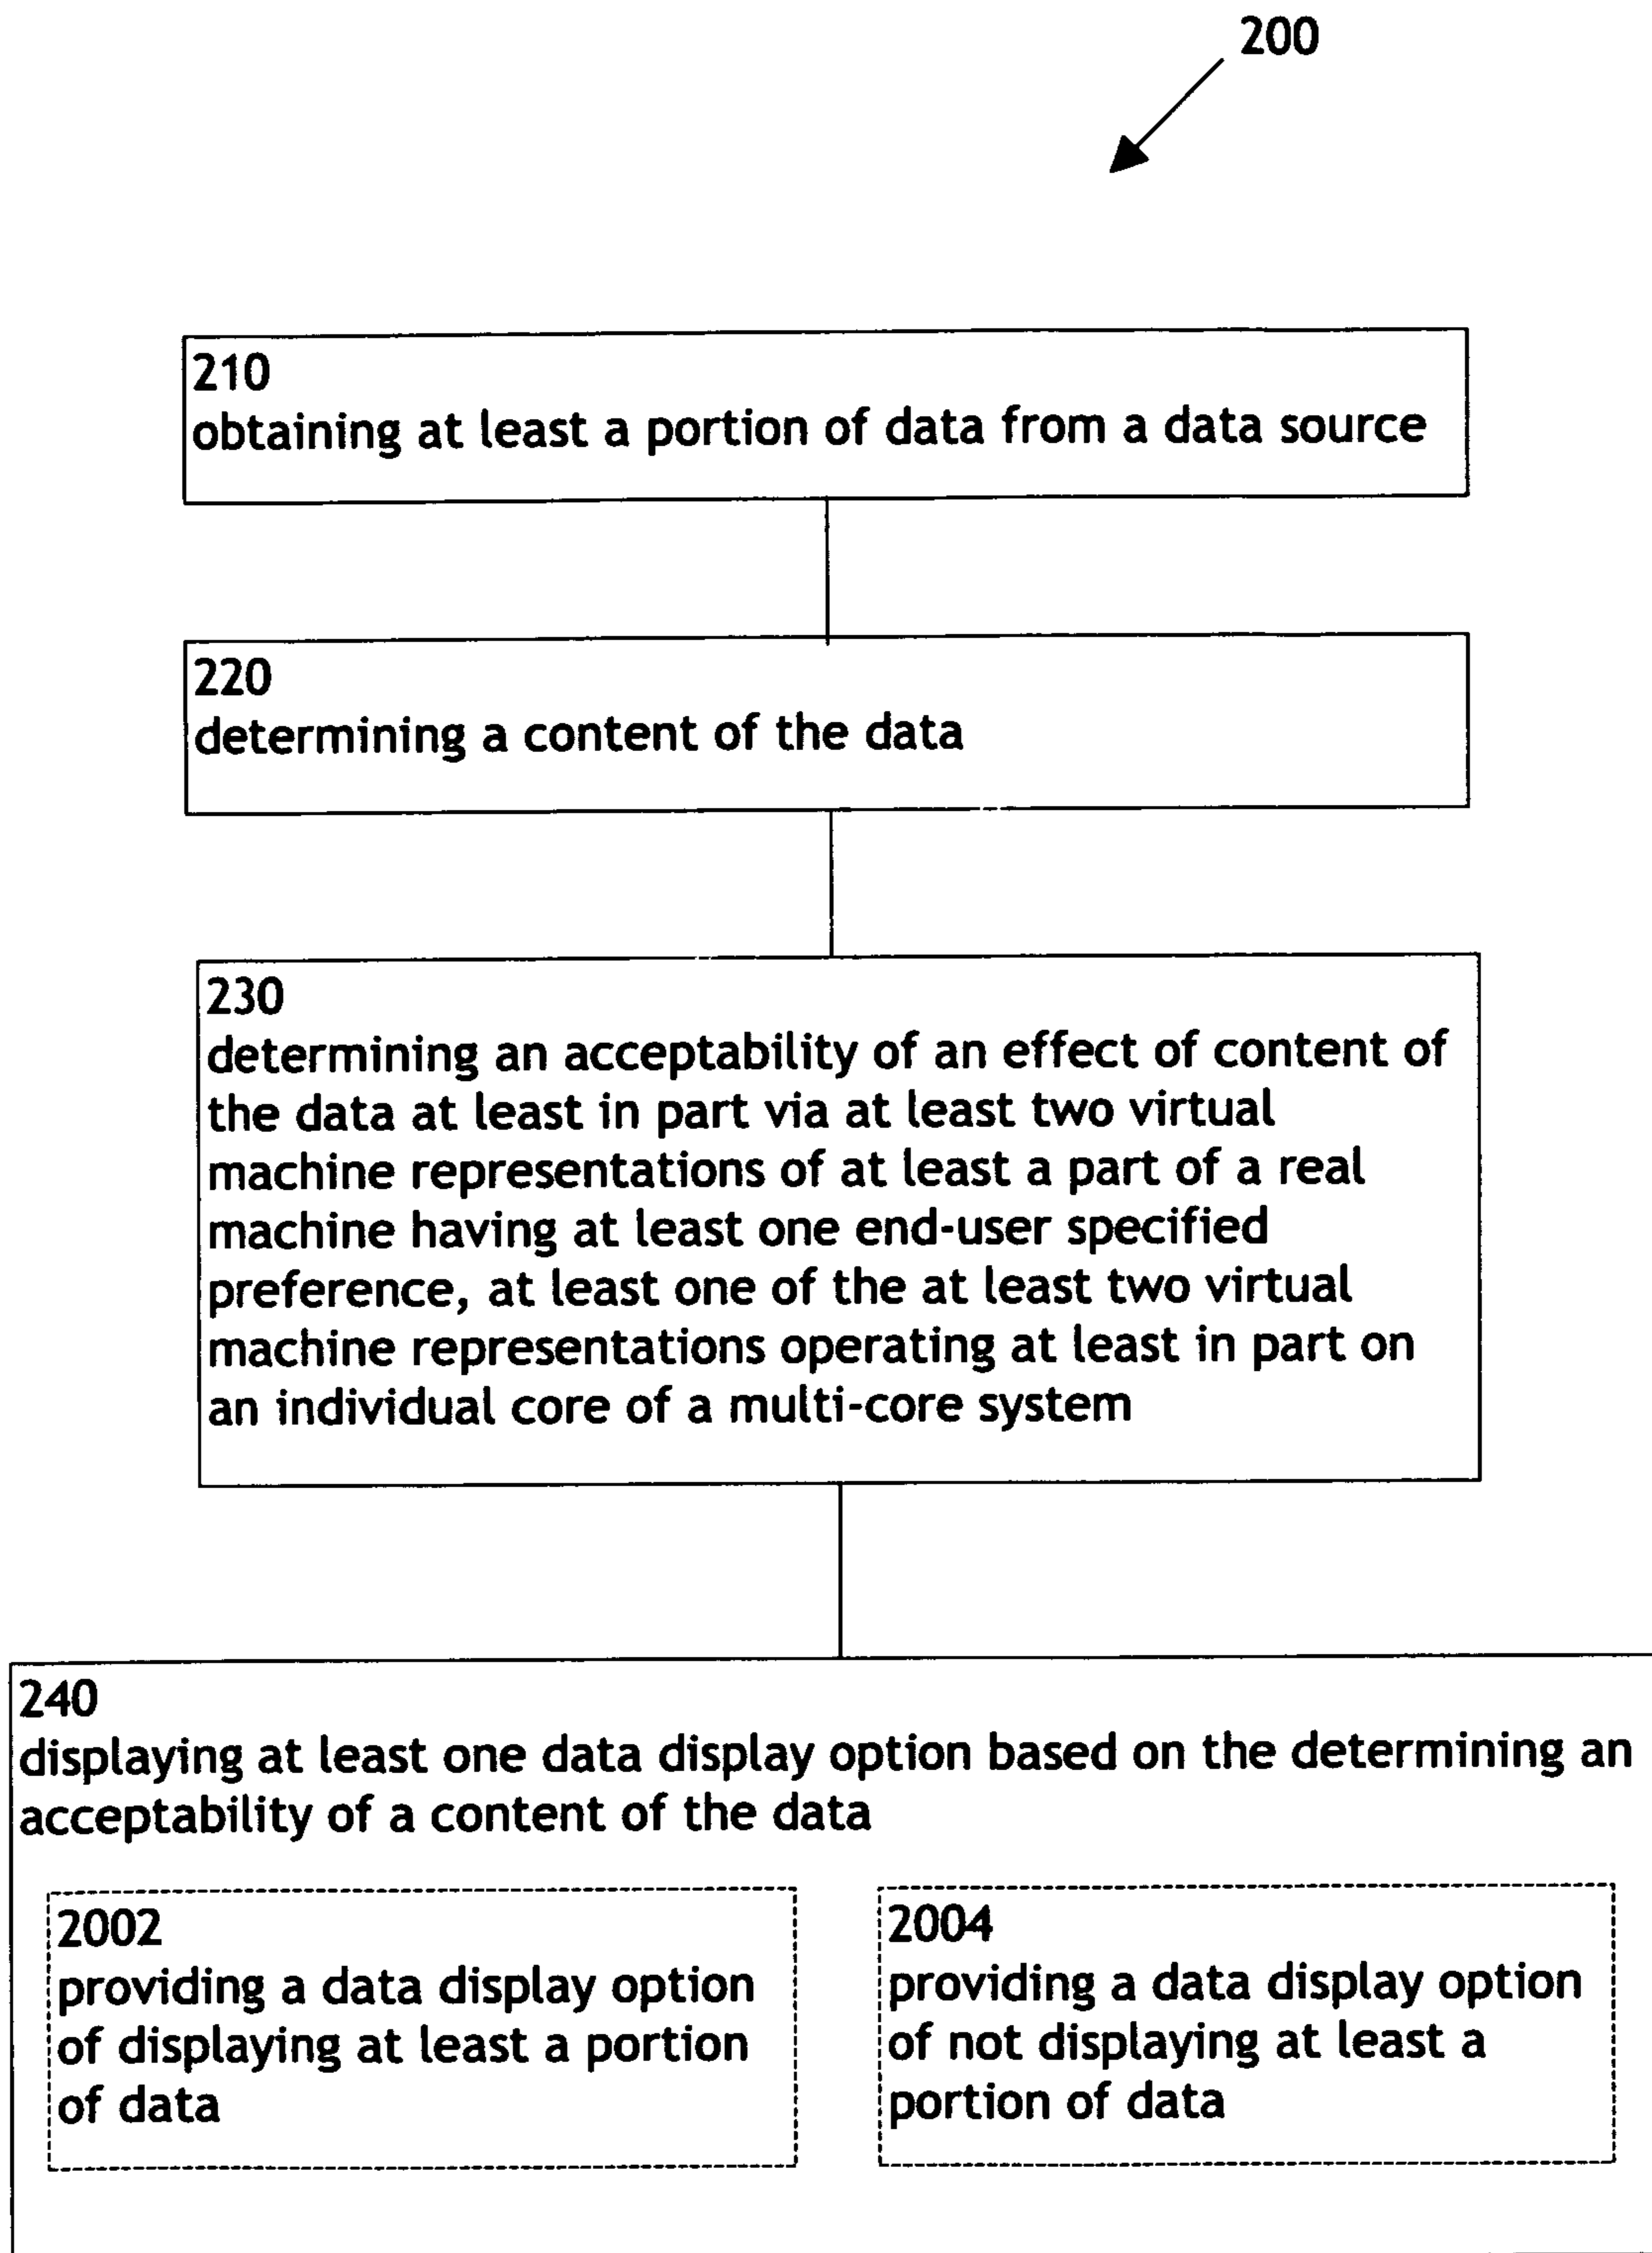 200
210
obtaining at least a portion of data from a data source
220
determining a content of the data
230
determining an acceptability of an effect of content of
the data at least in part via at least two virtual
machine representations of at least a part of a real
machine having at least one end-user specified
preference, at least one of the at least two virtual
machine representations operating at least in part on
an individual core of a multi-core system
240
displaying at least one data display option based on the determining an
acceptability of a content of the data
2002
providing a data display option
of displaying at least a portion
of data
2004
providing a data display option
of not displaying at least a
portion of data